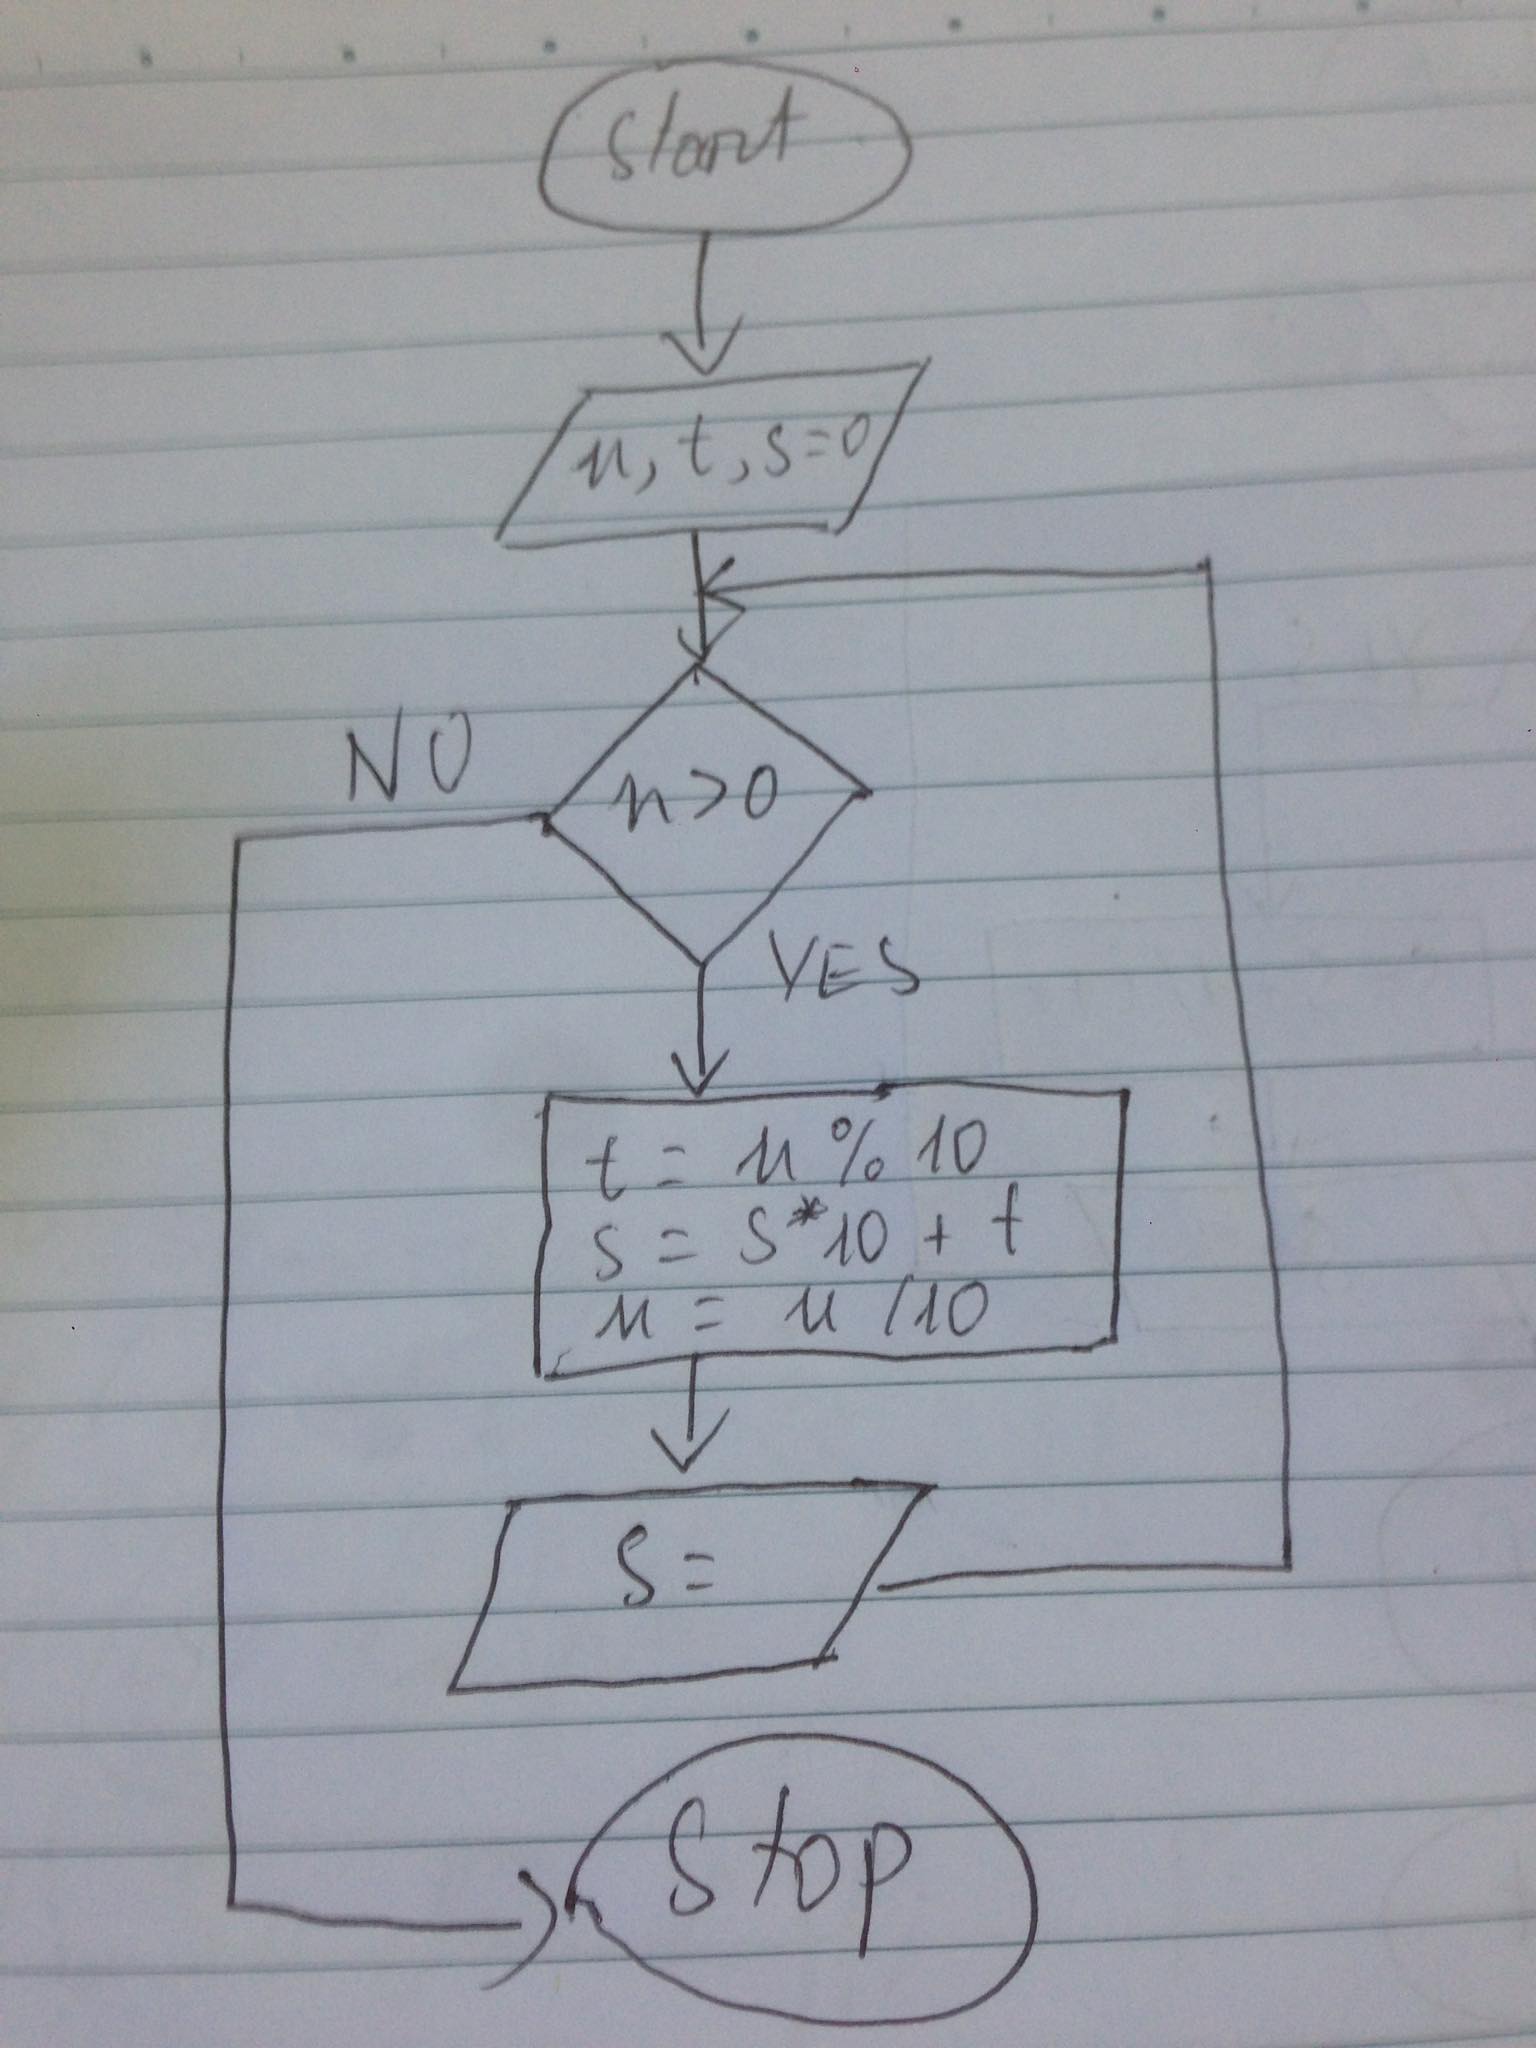 Start
n, t, s=0
n>0
NO
YES
t = n % 10
s = s*10 + t
n = n /10
S=
Stop